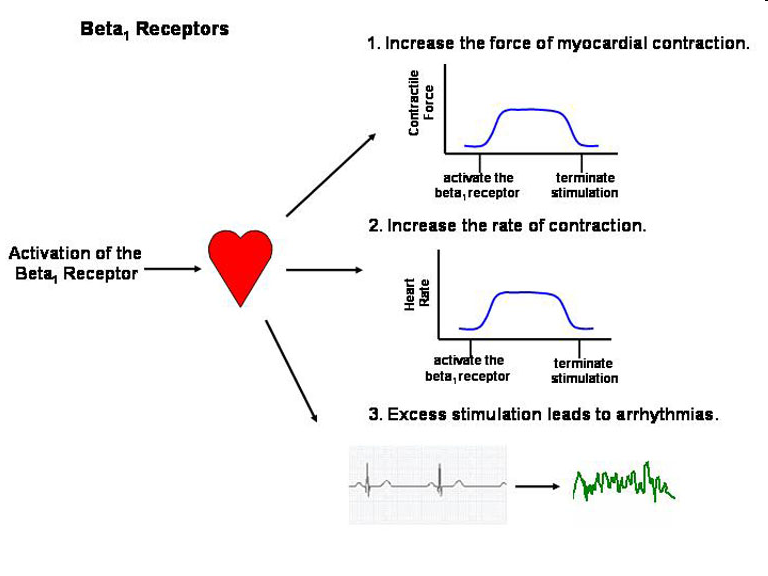 Beta₁ Receptors
1. Increase the force of myocardial contraction.
Contractile
Force
activate the
beta₁ receptor
terminate
stimulation
2. Increase the rate of contraction.
Activation of the
Beta₁ Receptor
Heart
Rate
activate the
beta₁ receptor
terminate
stimulation
3. Excess stimulation leads to arrhythmias.